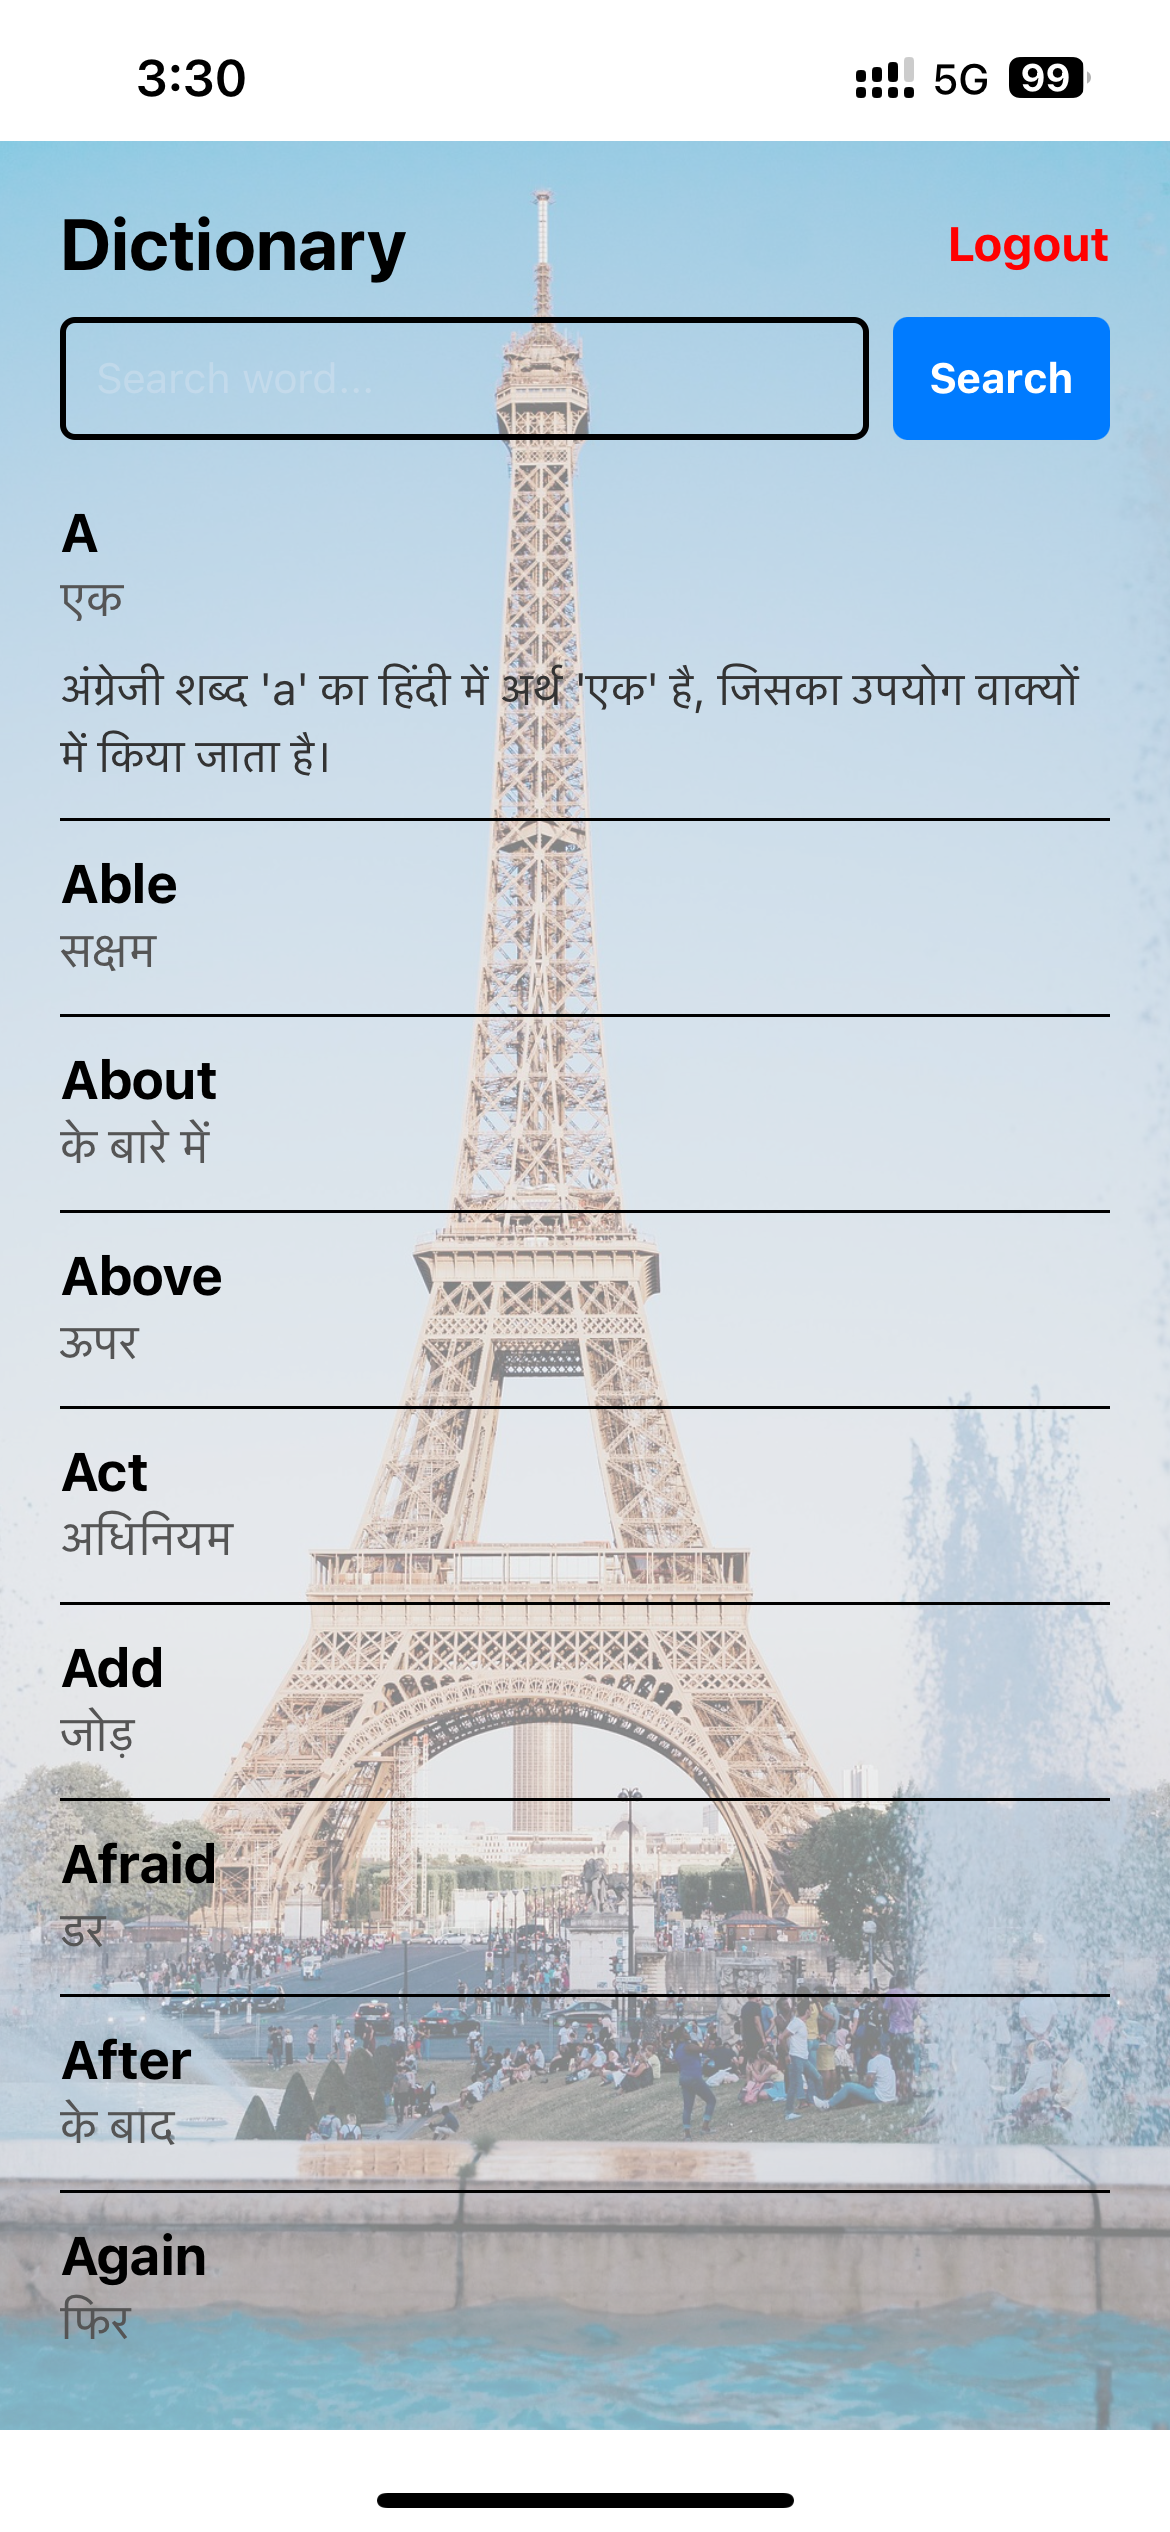 3:30 5G 99
Dictionary Logout
Search word... Search
A
एक
अंग्रेजी शब्द 'a' का हिंदी में अर्थ 'एक' है, जिसका उपयोग वाक्यों
में किया जाता है।
Able
सक्षम
About
के बारे में
Above
ऊपर
Act
अधिनियम
Add
जोड़
Afraid
डर
After
के बाद
Again
फिर